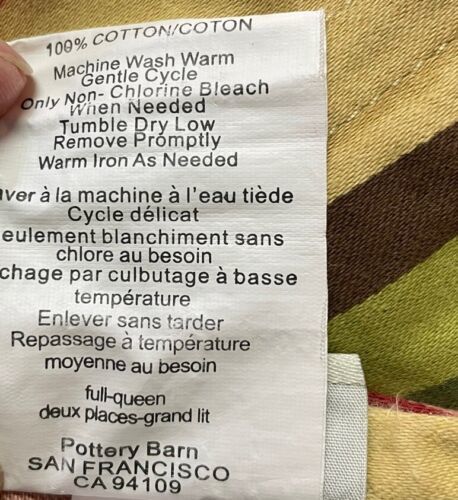 100% COTTON/COTON
Machine Wash Warm
Gentle Cycle
Only Non- Chlorine Bleach
When Needed
Tumble Dry Low
Remove Promptly
Warm Iron As Needed
ver à la machine à l'eau tiède
Cycle délicat
eulement blanchiment sans
chlore au besoin
chage par culbutage à basse
température
Enlever sans tarder
Repassage à température
moyenne au besoin
full-queen
deux places-grand lit
Pottery Barn
SAN FRANCISCO
CA 94109